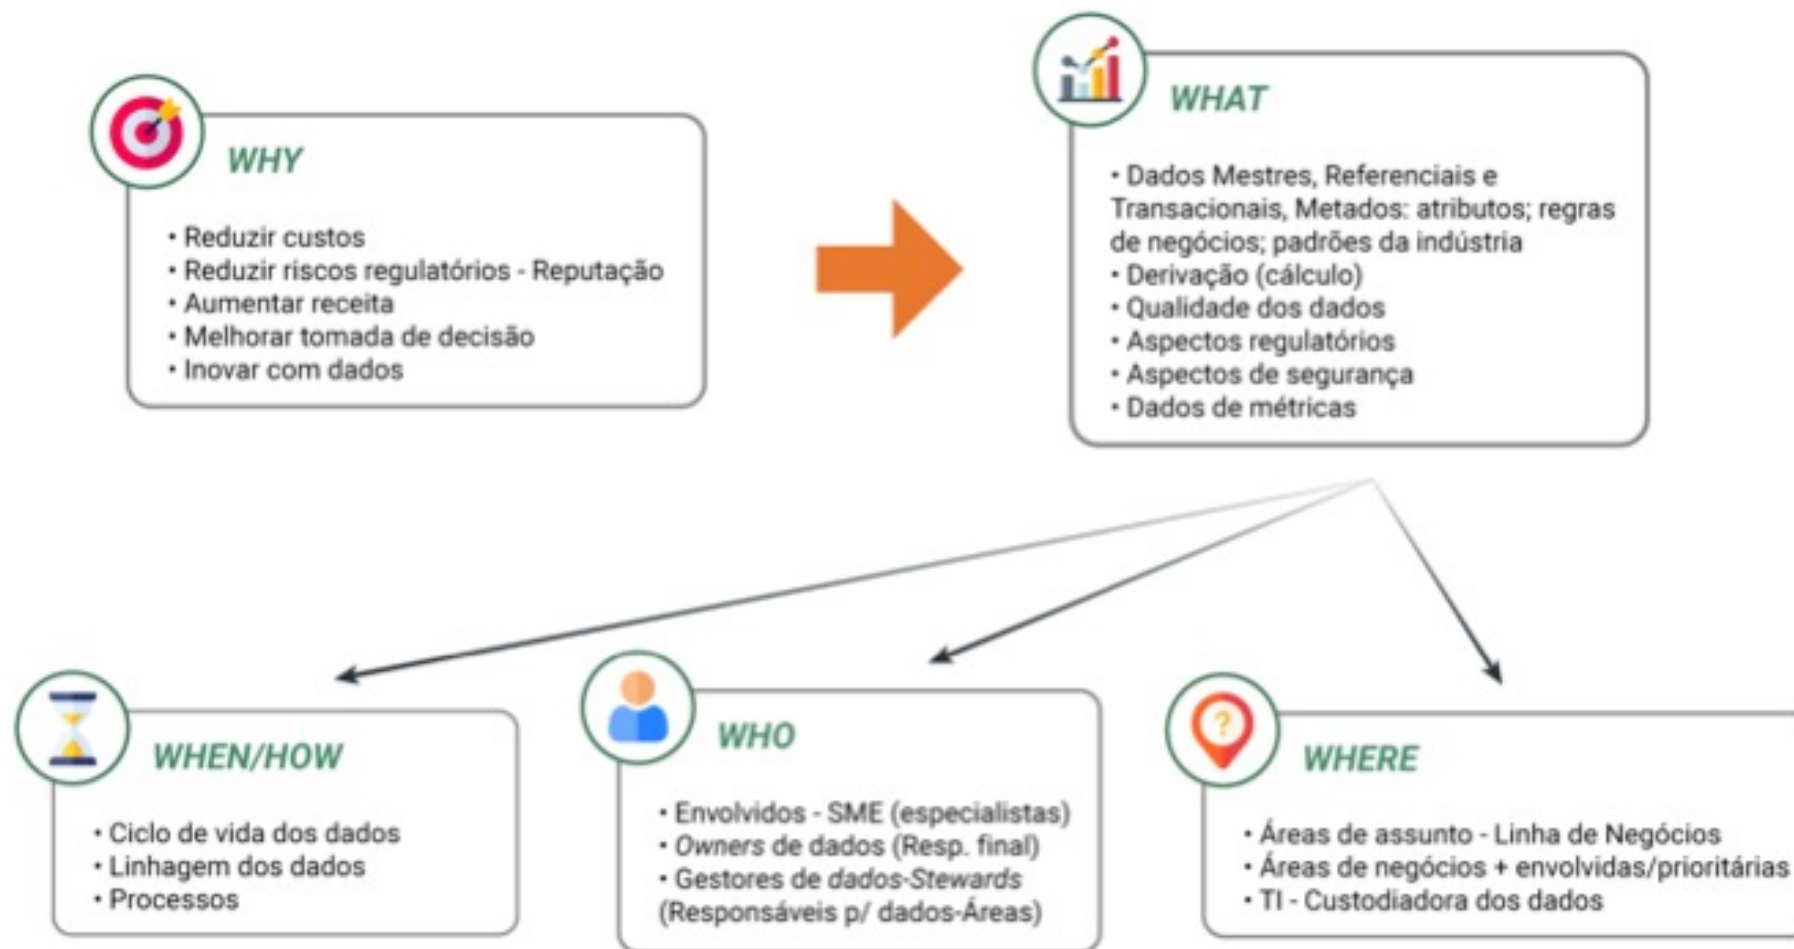 WHY
• Reduzir custos
• Reduzir riscos regulatórios - Reputação
• Aumentar receita
• Melhorar tomada de decisão
• Inovar com dados
WHAT
• Dados Mestres, Referenciais e
Transacionais, Metados: atributos; regras
de negócios; padrões da indústria
• Derivação (cálculo)
• Qualidade dos dados
• Aspectos regulatórios
• Aspectos de segurança
• Dados de métricas
WHEN/HOW
• Ciclo de vida dos dados
• Linhagem dos dados
• Processos
WHO
• Envolvidos - SME (especialistas)
• Owners de dados (Resp. final)
• Gestores de dados-Stewards
(Responsáveis p/ dados-Áreas)
?
WHERE
• Áreas de assunto - Linha de Negócios
• Áreas de negócios + envolvidas/prioritárias
• TI - Custodiadora dos dados